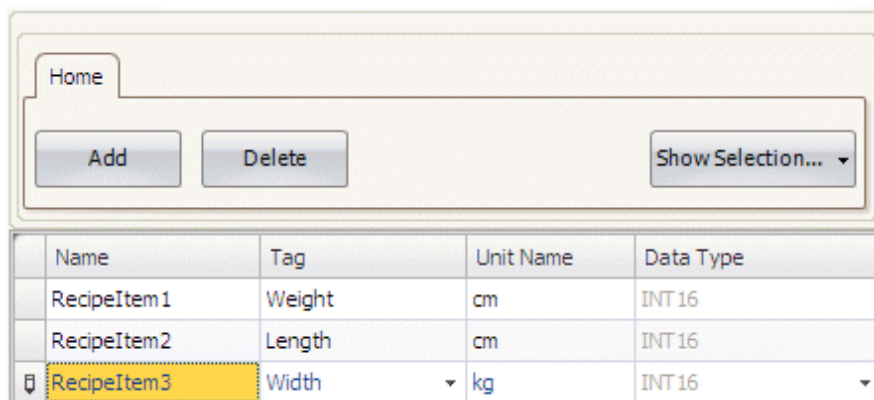 Home
Add Delete Show Selection...
Name Tag Unit Name Data Type
RecipeItem1 Weight cm INT16
RecipeItem2 Length cm INT16
RecipeItem3 Width kg INT16